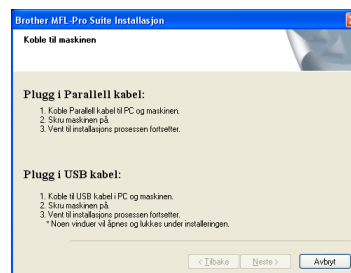 Brother MFL-Pro Suite Installasjon
Koble til maskinen
Plugg i Parallell kabel:
1. Koble Parallell kabel til PC og maskinen.
2. Skru maskinen på.
3. Vent til installasjons prosessen fortsetter.
Plugg i USB kabel:
1. Koble til USB kabel i PC og maskinen.
2. Skru maskinen på.
3. Vent til installasjons prosessen fortsetter.
* Noen vinduer vil åpnes og lukkes under installeringen.
< Tilbake Neste > Avbryt